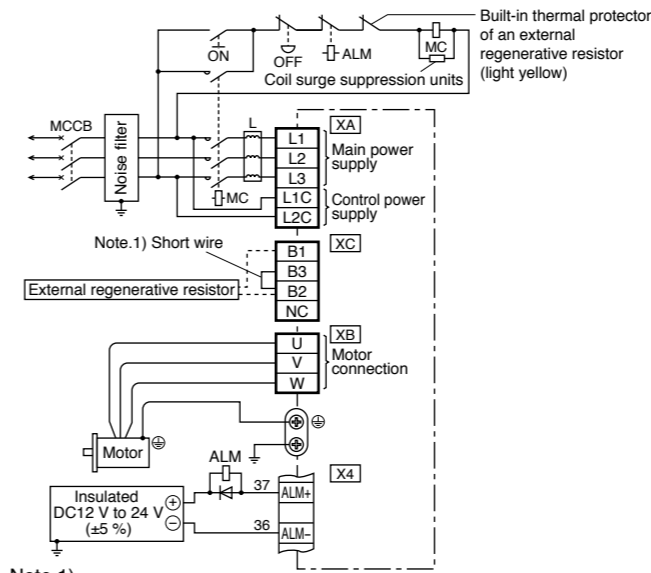 Built-in thermal protector
of an external
regenerative resistor
(light yellow)
ON
OFF
ALM
MC
Coil surge suppression units
MCCB
Noise filter
L
MC
XA
L1
L2
L3
Main power
supply
L1C
L2C
Control power
supply
Note.1) Short wire
External regenerative resistor
XC
B1
B3
B2
NC
XB
U
V
W
Motor
connection
Motor
ALM
X4
Insulated
DC12 V to 24 V
(±5 %)
+
−
37
ALM+
36
ALM−
Note.1)